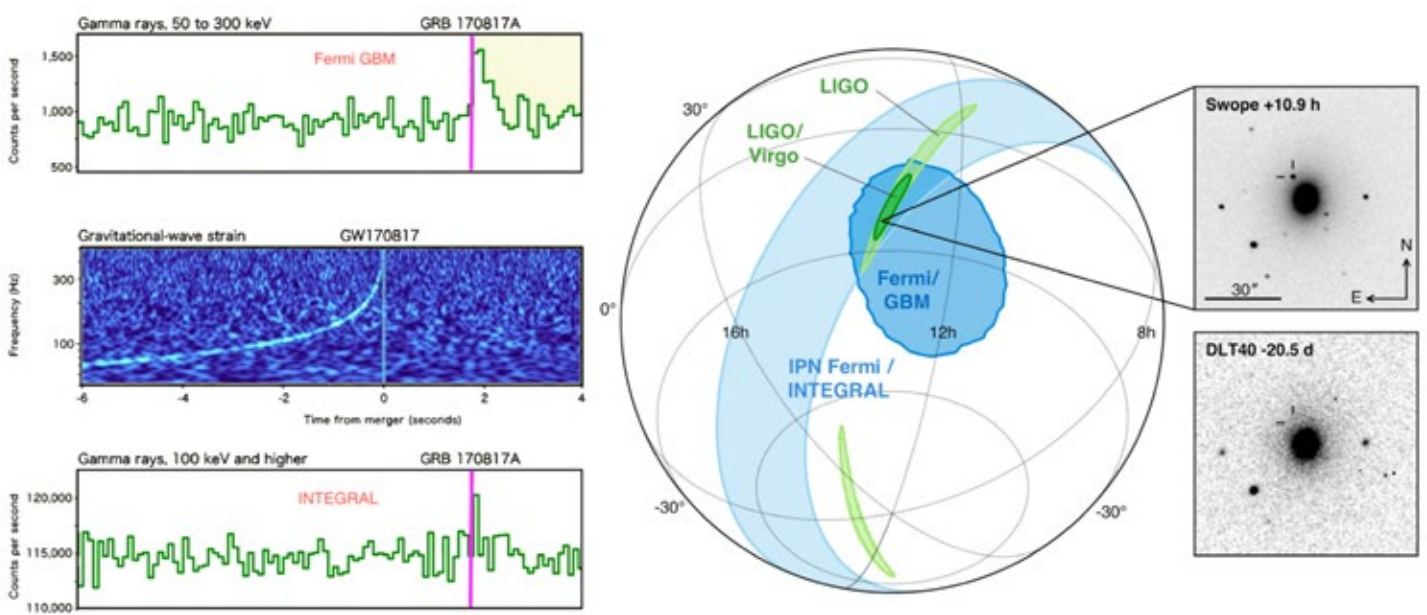 Gamma rays, 50 to 300 keV GRB 170817A
Fermi GBM
Counts per second
1,500
1,000
500
Gravitational-wave strain GW170817
Frequency (Hz)
300
100
-6 -4 -2 0 2 4
Time from merger (seconds)
Gamma rays, 100 keV and higher GRB 170817A
INTEGRAL
Counts per second
120,000
115,000
110,000
LIGO
LIGO/
Virgo
Fermi/
GBM
IPN Fermi /
INTEGRAL
30°
0°
-30°
-30°
16h
12h
8h
Swope +10.9 h
N
E
30"
DLT40 -20.5 d